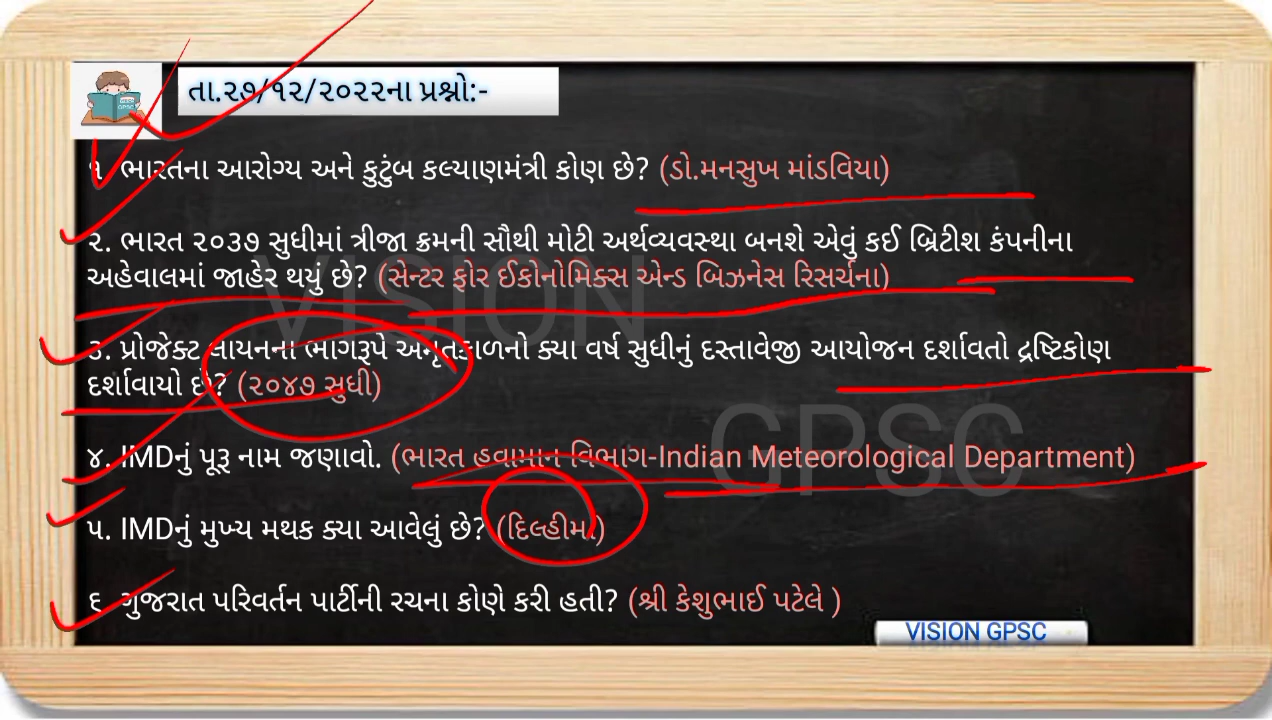 તા.૨૭/૧૨/૨૦૨૨ના પ્રશ્નો:-
૧. ભારતના આરોગ્ય અને કુટુંબ કલ્યાણમંત્રી કોણ છે? (ડો.મનસુખ માંડવિયા)
૨. ભારત ૨૦૩૭ સુધીમાં ત્રીજા ક્રમની સૌથી મોટી અર્થવ્યવસ્થા બનશે એવું કઈ બ્રિટીશ કંપનીના
અહેવાલમાં જાહેર થયું છે? (સેન્ટર ફોર ઈકોનોમિક્સ એન્ડ બિઝનેસ રિસર્ચના)
૩. પ્રોજેક્ટ લાયનના ભાગરૂપે અમૃતકાળનો ક્યા વર્ષ સુધીનું દસ્તાવેજી આયોજન દર્શાવતો દ્રષ્ટિકોણ
દર્શાવાયો છે? (૨૦૪૭ સુધી)
૪. IMDનું પૂરૂ નામ જણાવો. (ભારત હવામાન વિભાગ-Indian Meteorological Department)
૫. IMDનું મુખ્ય મથક ક્યા આવેલું છે? (દિલ્હીમાં)
૬. ગુજરાત પરિવર્તન પાર્ટીની રચના કોણે કરી હતી? (શ્રી કેશુભાઈ પટેલે )
VISION GPSC
VISION GPSC